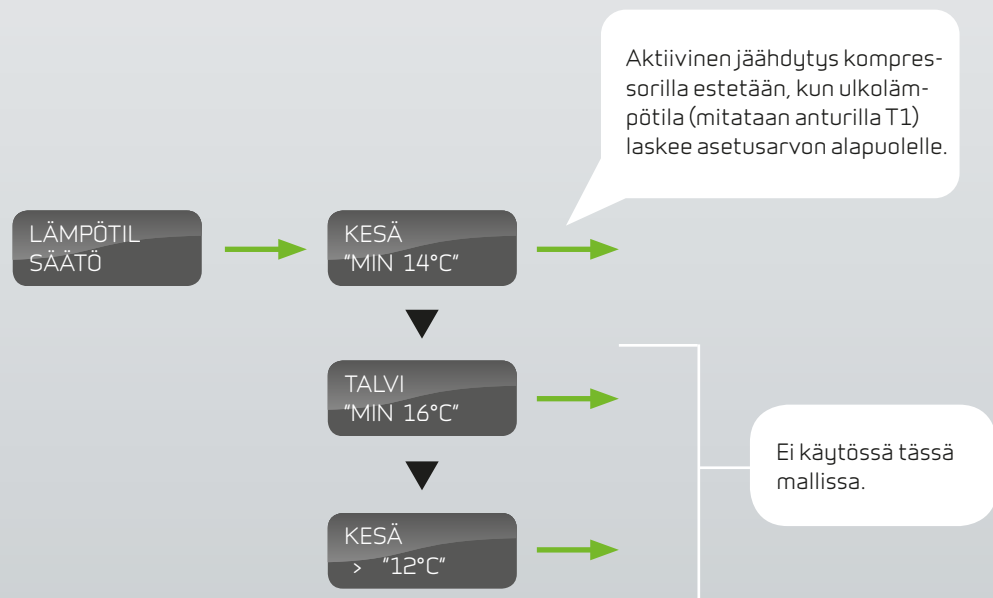 Aktiivinen jäähdytys kompres-
sorilla estetään, kun ulkoläm-
pötila (mitataan anturilla T1)
laskee asetusarvon alapuolelle.
LÄMPÖTIL
SÄÄTÖ
KESÄ
"MIN 14°C"
TALVI
"MIN 16°C"
Ei käytössä tässä
mallissa.
KESÄ
> "12°C"